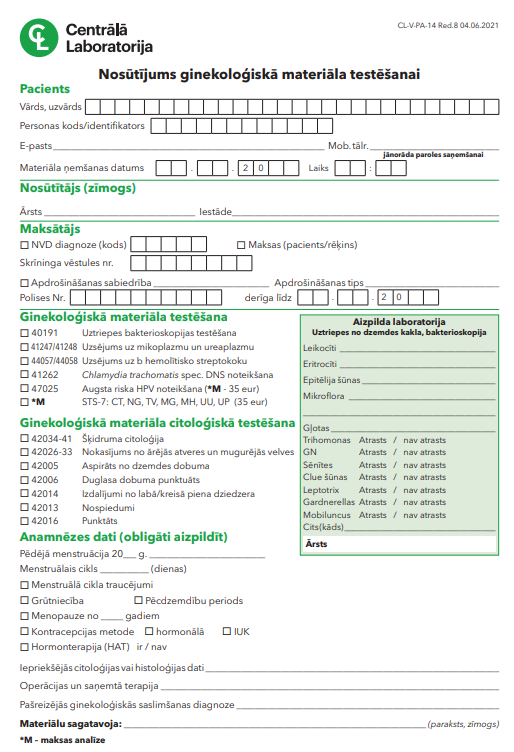 Centrālā
Laboratorija
CL-V-PA-14 Red.8 04.06.2021
Nosūtījums ginekoloģiskā materiāla testēšanai
Pacients
Vārds, uzvārds
Personas kods/identifikators
E-pasts Mob.tālr.
jānorāda paroles saņemšanai
Materiāla ņemšanas datums . . 2 0 Laiks :
Nosūtītājs (zīmogs)
Ārsts Iestāde
Maksātājs
NVD diagnoze (kods) Maksas (pacients/rēķins)
Skrīninga vēstules nr.
Apdrošināšanas sabiedrība Apdrošināšanas tips
Polises Nr. derīga līdz . . 2 0
Ginekoloģiskā materiāla testēšana
40191 Uztriepes bakterioskopijas testēšana
41247/41248 Uzsējums uz mikoplazmu un ureaplazmu
44057/44058 Uzsējums uz b hemolītisko streptokoku
41262 Chlamydia trachomatis spec. DNS noteikšana
47025 Augsta riska HPV noteikšana (*M - 35 eur)
*M STS-7: CT, NG, TV, MG, MH, UU, UP (35 eur)
Ginekoloģiskā materiāla citoloģiskā testēšana
42034-41 Šķidruma citoloģija
42026-33 Nokasījums no ārējās atveres un mugurējās velves
42005 Aspirāts no dzemdes dobuma
42006 Duglasa dobuma punktuāts
42014 Izdalījumi no labā/kreisā piena dziedzera
42013 Nospiedumi
42016 Punktāts
Anamnēzes dati (obligāti aizpildīt)
Pēdējā menstruācija 20__ g.
Menstruālais cikls (dienas)
Menstruālā cikla traucējumi
Grūtniecība Pēcdzemdību periods
Menopauze no gadiem
Kontracepcijas metode hormonālā IUK
Hormonterapija (HAT) ir / nav
Aizpilda laboratorija
Uztriepes no dzemdes kakla, bakterioskopija
Leikocīti
Eritrocīti
Epitēlija šūnas
Mikroflora
Gļotas
Trihomonas Atrasts / nav atrasts
GN Atrasts / nav atrasts
Sēnītes Atrasts / nav atrasts
Clue šūnas Atrasts / nav atrasts
Leptotrix Atrasts / nav atrasts
Gardnerellas Atrasts / nav atrasts
Mobiluncus Atrasts / nav atrasts
Cits(kāds)
Ārsts
Iepriekšējās citoloģijas vai histoloģijas dati
Operācijas un saņemtā terapija
Pašreizējās ginekoloģiskās saslimšanas diagnoze
Materiālu sagatavoja: (paraksts, zīmogs)
*M – maksas analīze